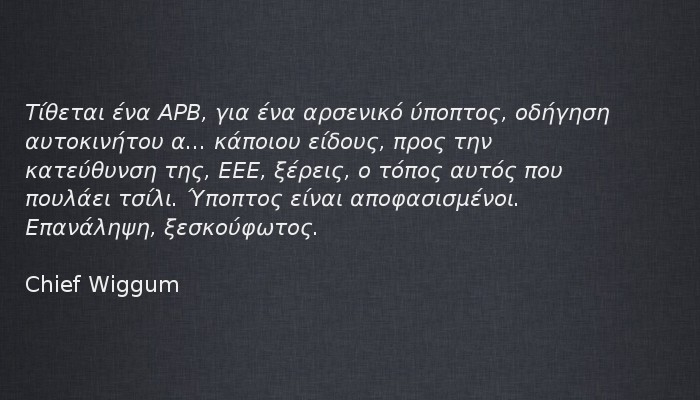 Τίθεται ένα APB, για ένα αρσενικό ύποπτος, οδήγηση
αυτοκινήτου α... κάποιου είδους, προς την
κατεύθυνση της, ΕΕΕ, ξέρεις, ο τόπος αυτός που
πουλάει τσίλι. Ύποπτος είναι αποφασισμένοι.
Επανάληψη, ξεσκούφωτος.
Chief Wiggum